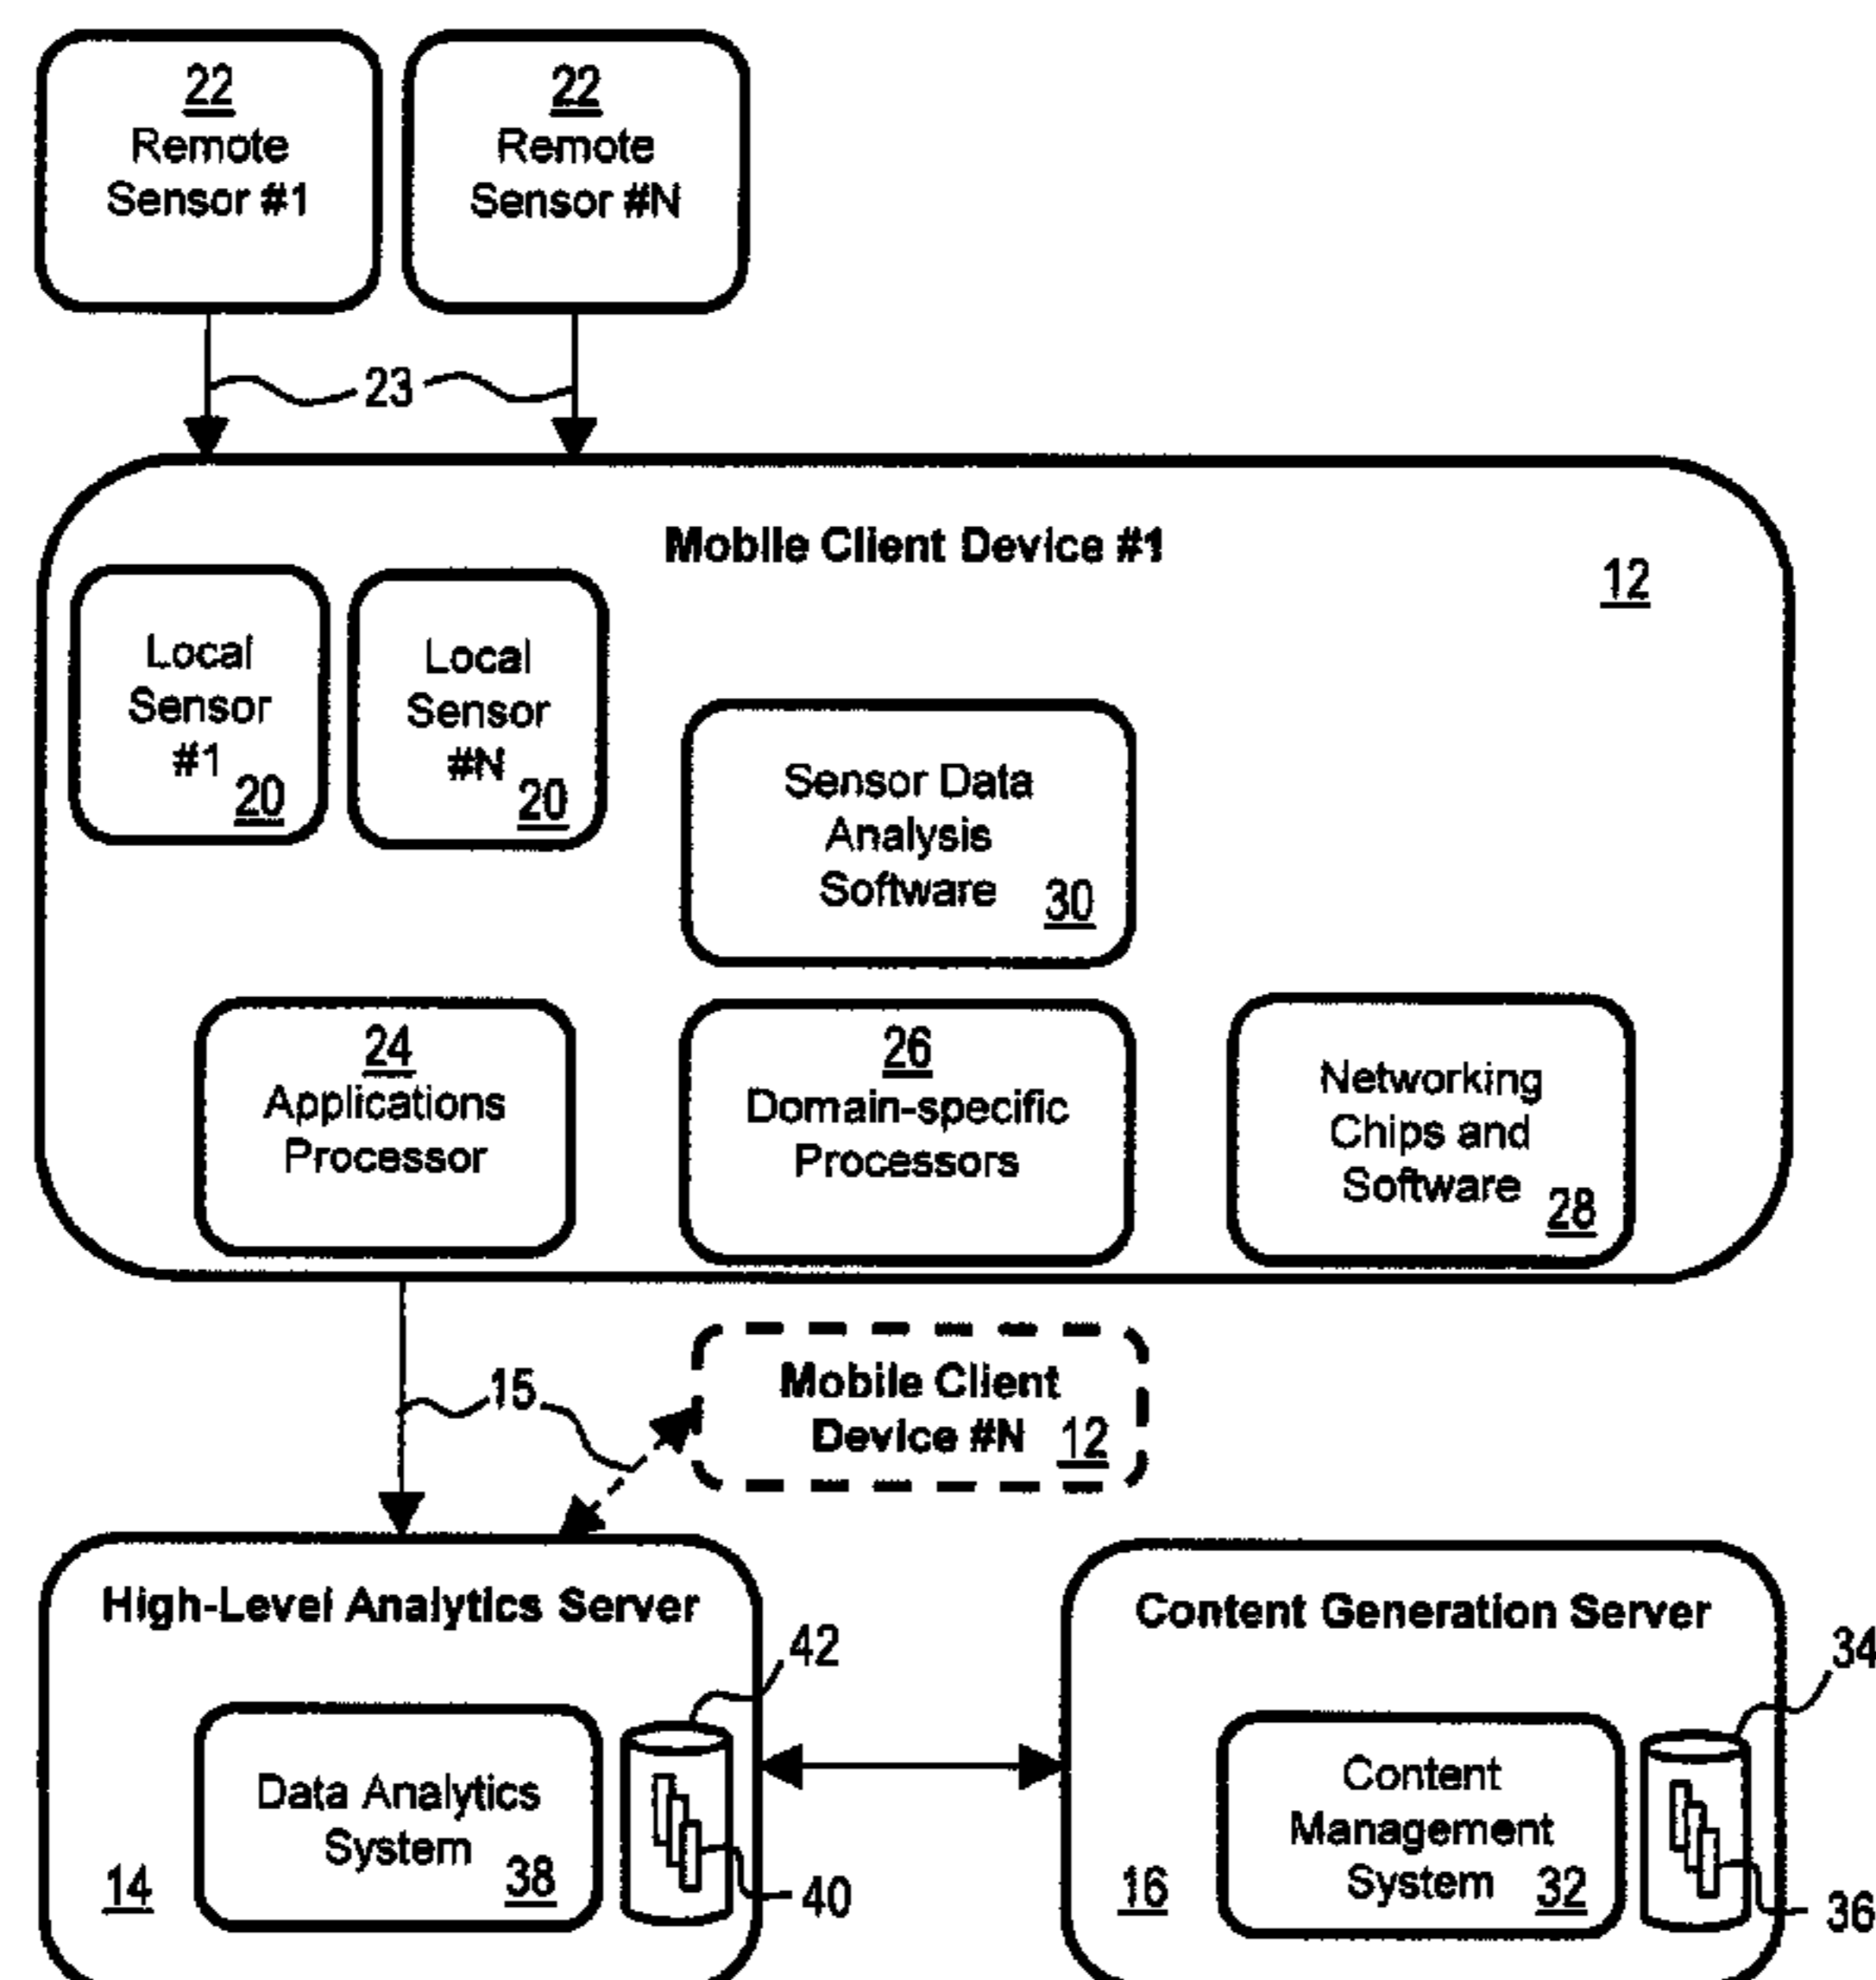 22
Remote
Sensor #1
22
Remote
Sensor #N
23
Mobile Client Device #1
12
Local
Sensor
#1
20
Local
Sensor
#N
20
Sensor Data
Analysis
Software
30
24
Applications
Processor
26
Domain-specific
Processors
Networking
Chips and
Software
28
15
Mobile Client
Device #N
12
High-Level Analytics Server
42
Data Analytics
System
38
14
40
Content Generation Server
34
Content
Management
System
32
16
36